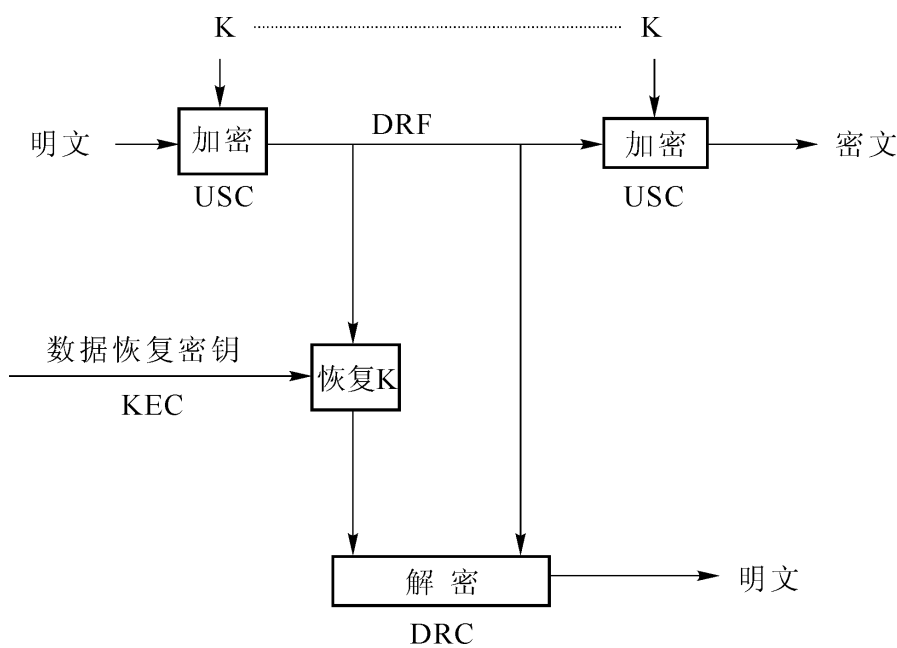 K K
明文 加密 DRF 加密 密文
USC USC
数据恢复密钥
恢复K
KEC
解密 明文
DRC